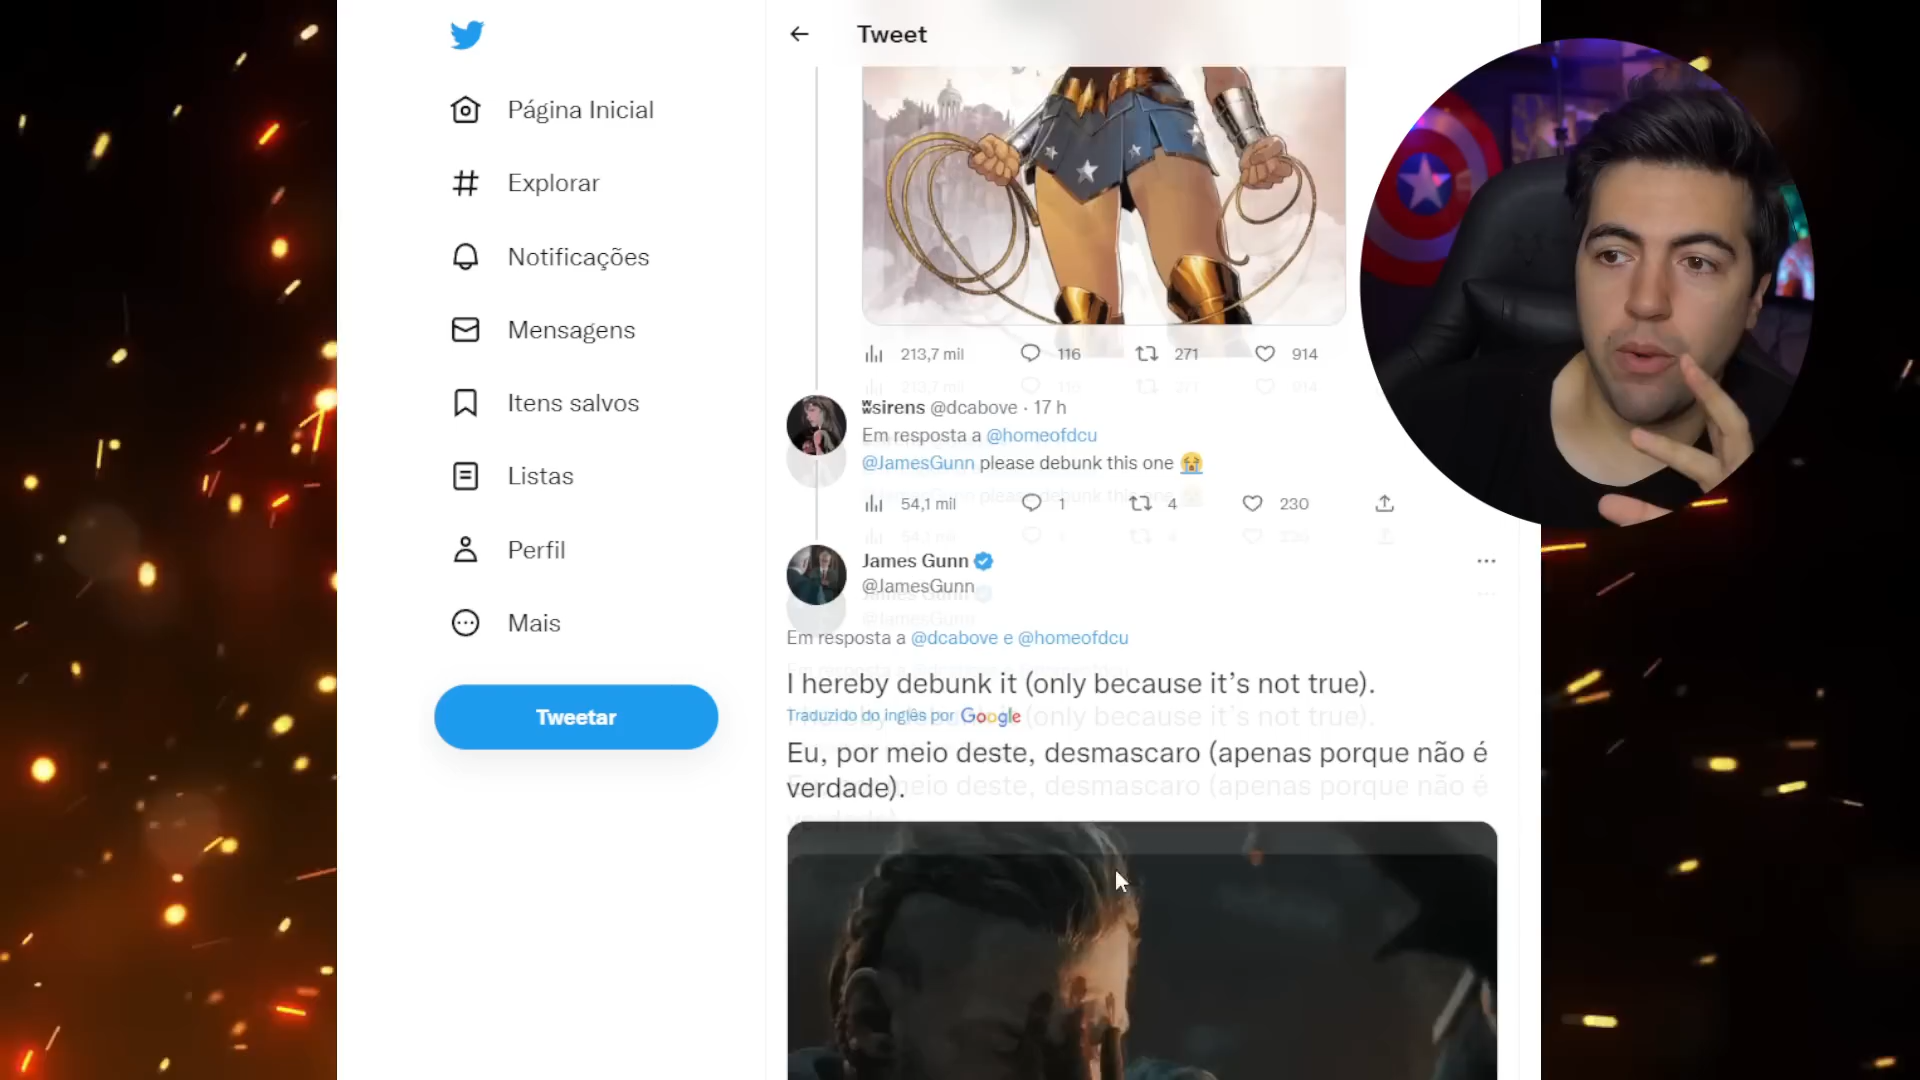 Tweet
Página Inicial
Explorar
Notificações
Mensagens
Itens salvos
Listas
Perfil
Mais
Tweetar
213,7 mil 116 271 914
sirens @dcabove · 17 h
Em resposta a @homeofdcu
@JamesGunn please debunk this one 😭
54,1 mil 1 4 230
James Gunn
@JamesGunn
Em resposta a @dcabove e @homeofdcu
I hereby debunk it (only because it's not true).
Traduzido do inglês por Google
Eu, por meio deste, desmascaro (apenas porque não é
verdade).